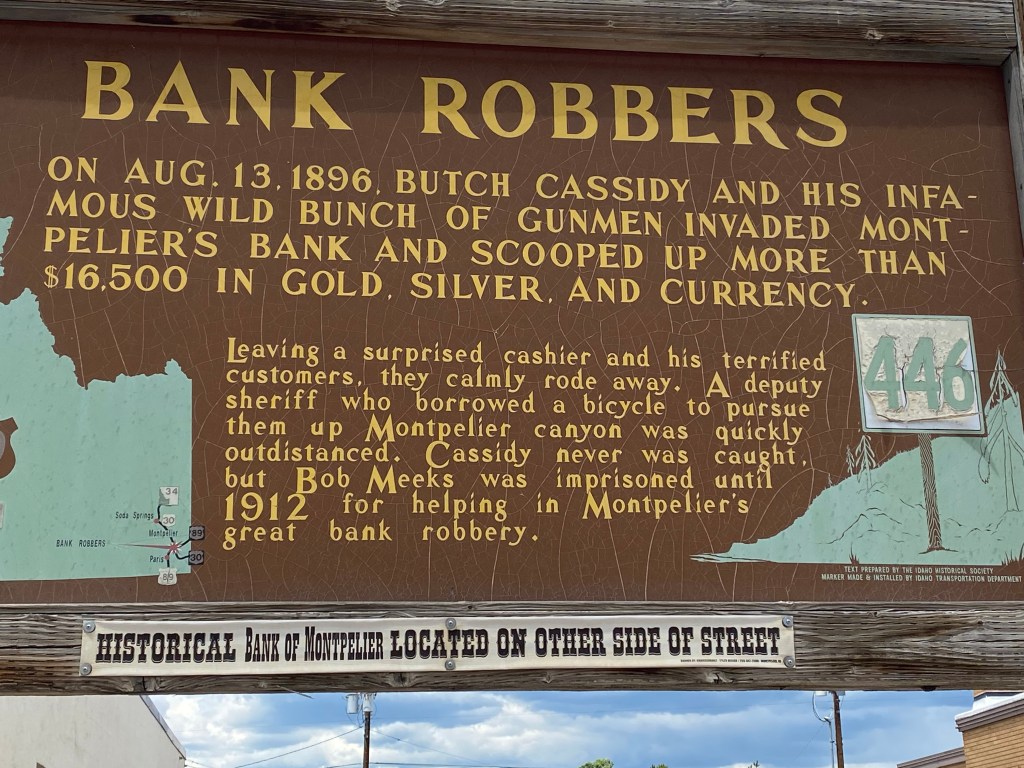 BANK ROBBERS
ON AUG. 13, 1896, BUTCH CASSIDY AND HIS INFA-
MOUS WILD BUNCH OF GUNMEN INVADED MONT-
PELIER'S BANK AND SCOOPED UP MORE THAN
$16,500 IN GOLD, SILVER, AND CURRENCY.
Leaving a surprised cashier and his terrified
customers, they calmly rode away. A deputy
sheriff who borrowed a bicycle to pursue
them up Montpelier canyon was quickly
outdistanced. Cassidy never was caught,
but Bob Meeks was imprisoned until
1912 for helping in Montpelier's
great bank robbery.
446
34
Soda Springs
30
Montpelier
89
BANK ROBBERS
Paris
30
89
TEXT PREPARED BY THE IDAHO HISTORICAL SOCIETY
MARKER MADE & INSTALLED BY IDAHO TRANSPORTATION DEPARTMENT
HISTORICAL BANK OF MONTPELIER LOCATED ON OTHER SIDE OF STREET